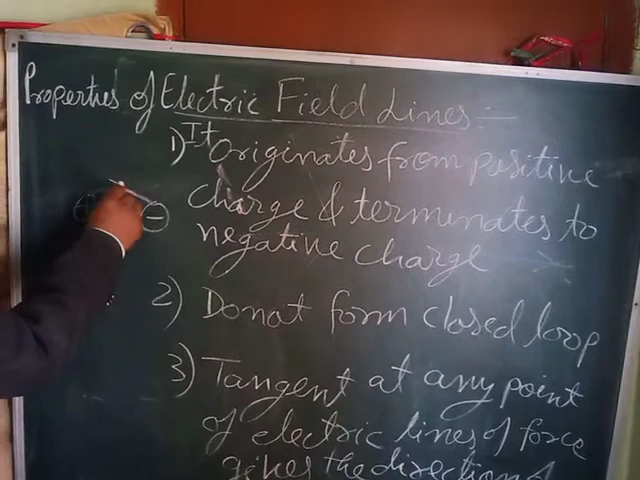 Properties of Electric Field Lines:-
1) It originates from positive
charge & terminates to
negative charge
2) Donot form closed loop
3) Tangent at any point
of electric lines of force
gives the direction of
+ −